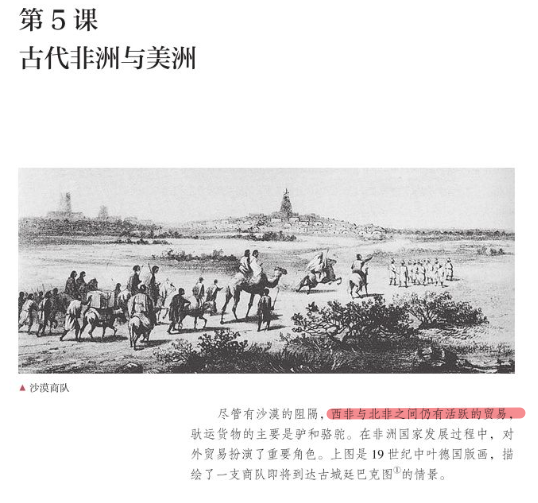 第 5 课
古代非洲与美洲
▲ 沙漠商队
尽管有沙漠的阻隔，西非与北非之间仍有活跃的贸易，
驮运货物的主要是驴和骆驼。在非洲国家发展过程中，对
外贸易扮演了重要角色。上图是 19 世纪中叶德国版画，描
绘了一支商队即将到达古城廷巴克图①的情景。